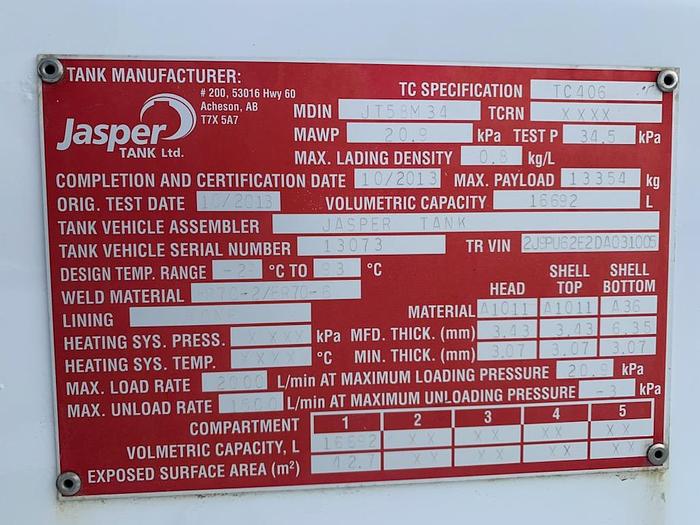 TANK MANUFACTURER:
# 200, 53016 Hwy 60
Acheson, AB
T7X 5A7
Jasper
TANK Ltd.
TC SPECIFICATION TC406
MDIN JT58M34 TCRN XXXX
MAWP 20.9 kPa TEST P 34.5 kPa
MAX. LADING DENSITY 0.8 kg/L
COMPLETION AND CERTIFICATION DATE 10/2013 MAX. PAYLOAD 13354 kg
ORIG. TEST DATE 10/2013 VOLUMETRIC CAPACITY 16692 L
TANK VEHICLE ASSEMBLER JASPER TANK
TANK VEHICLE SERIAL NUMBER 13073 TR VIN 2J9PU62E2DA031005
DESIGN TEMP. RANGE °C TO °C
WELD MATERIAL ER70-2/ER70-6
LINING
HEATING SYS. PRESS. XXXX kPa
HEATING SYS. TEMP. XXXX °C
HEAD SHELL TOP SHELL BOTTOM
MATERIAL A1011 A1011 A36
MFD. THICK. (mm) 3.43 3.43 6.35
MIN. THICK. (mm) 3.07 3.07 3.07
MAX. LOAD RATE 2000 L/min AT MAXIMUM LOADING PRESSURE 20.9 kPa
MAX. UNLOAD RATE 1500 L/min AT MAXIMUM UNLOADING PRESSURE -3 kPa
COMPARTMENT 1 2 3 4 5
VOLMETRIC CAPACITY, L 16692 XX XX XX XX
EXPOSED SURFACE AREA (m²) 42.7 XX XX XX XX